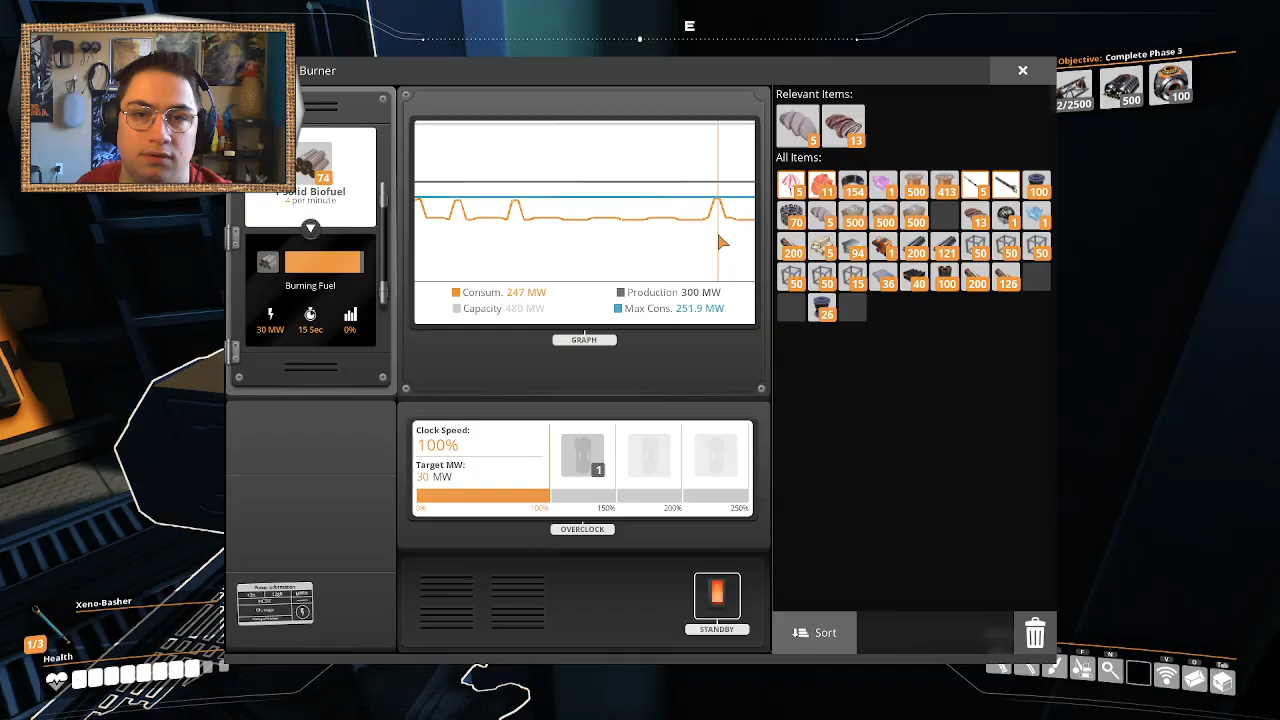 E
Burner
Objective: Complete Phase 3
2/2500
500
100
74
Solid Biofuel
4 per minute
Burning Fuel
30 MW
15 Sec
0%
Consum. 247 MW
Production 300 MW
Capacity 480 MW
Max Cons. 251.9 MW
GRAPH
Clock Speed:
100%
Target MW:
30 MW
1
0%
100%
150%
200%
250%
OVERCLOCK
Power Information
STANDBY
Relevant Items:
5
13
All Items:
5
11
154
1
500
413
5
100
70
5
500
500
500
13
1
1
200
5
94
1
200
121
50
50
50
50
50
15
36
40
100
200
126
26
Sort
Xeno-Basher
1/3
Health
F
N
V
O
Tab